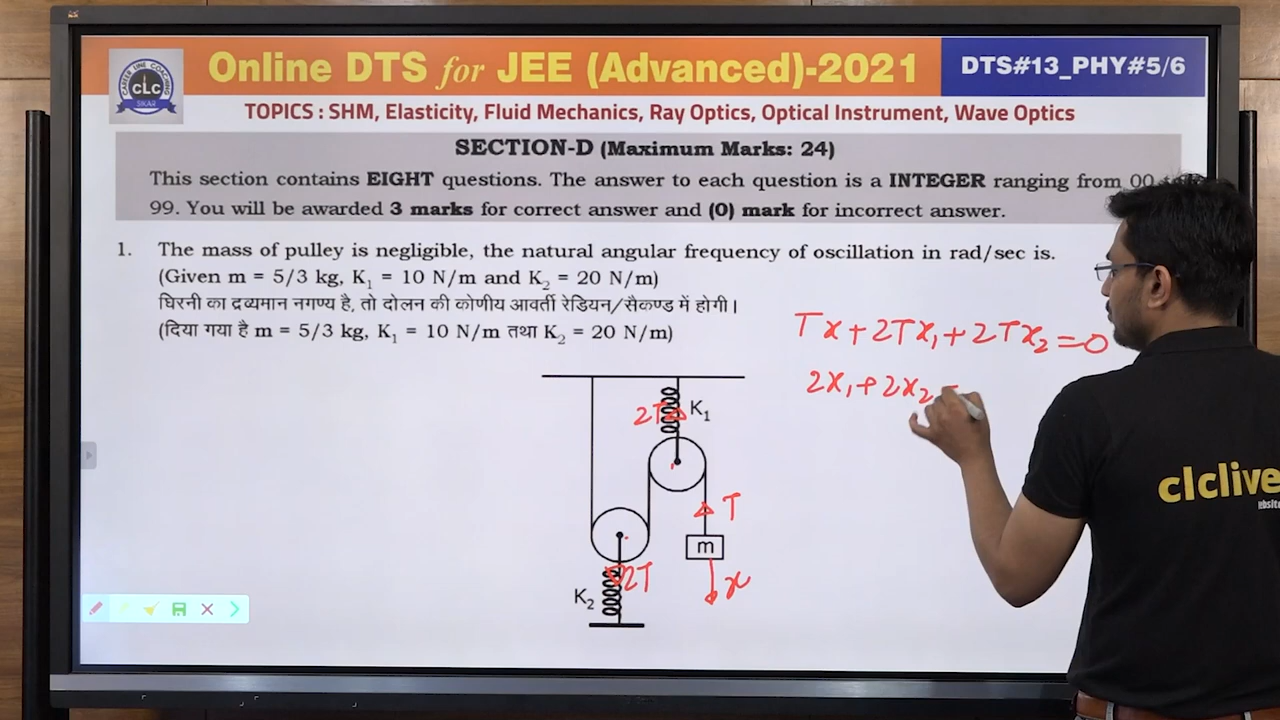 Online DTS for JEE (Advanced)-2021
DTS#13_PHY#5/6
CAREER LINE COACHING
CLC
SIKAR
TOPICS : SHM, Elasticity, Fluid Mechanics, Ray Optics, Optical Instrument, Wave Optics
SECTION-D (Maximum Marks: 24)
This section contains EIGHT questions. The answer to each question is a INTEGER ranging from 00
99. You will be awarded 3 marks for correct answer and (0) mark for incorrect answer.
1. The mass of pulley is negligible, the natural angular frequency of oscillation in rad/sec is.
(Given m = 5/3 kg, K₁ = 10 N/m and K₂ = 20 N/m)
घिरनी का द्रव्यमान नगण्य है, तो दोलन की कोणीय आवर्ती रेडियन/सैकण्ड में होगी।
(दिया गया है m = 5/3 kg, K₁ = 10 N/m तथा K₂ = 20 N/m)
Tx + 2Tx₁ + 2Tx₂ = 0
2x₁ + 2x₂
2T K₁
T
m
K₂ 2T x
clclive